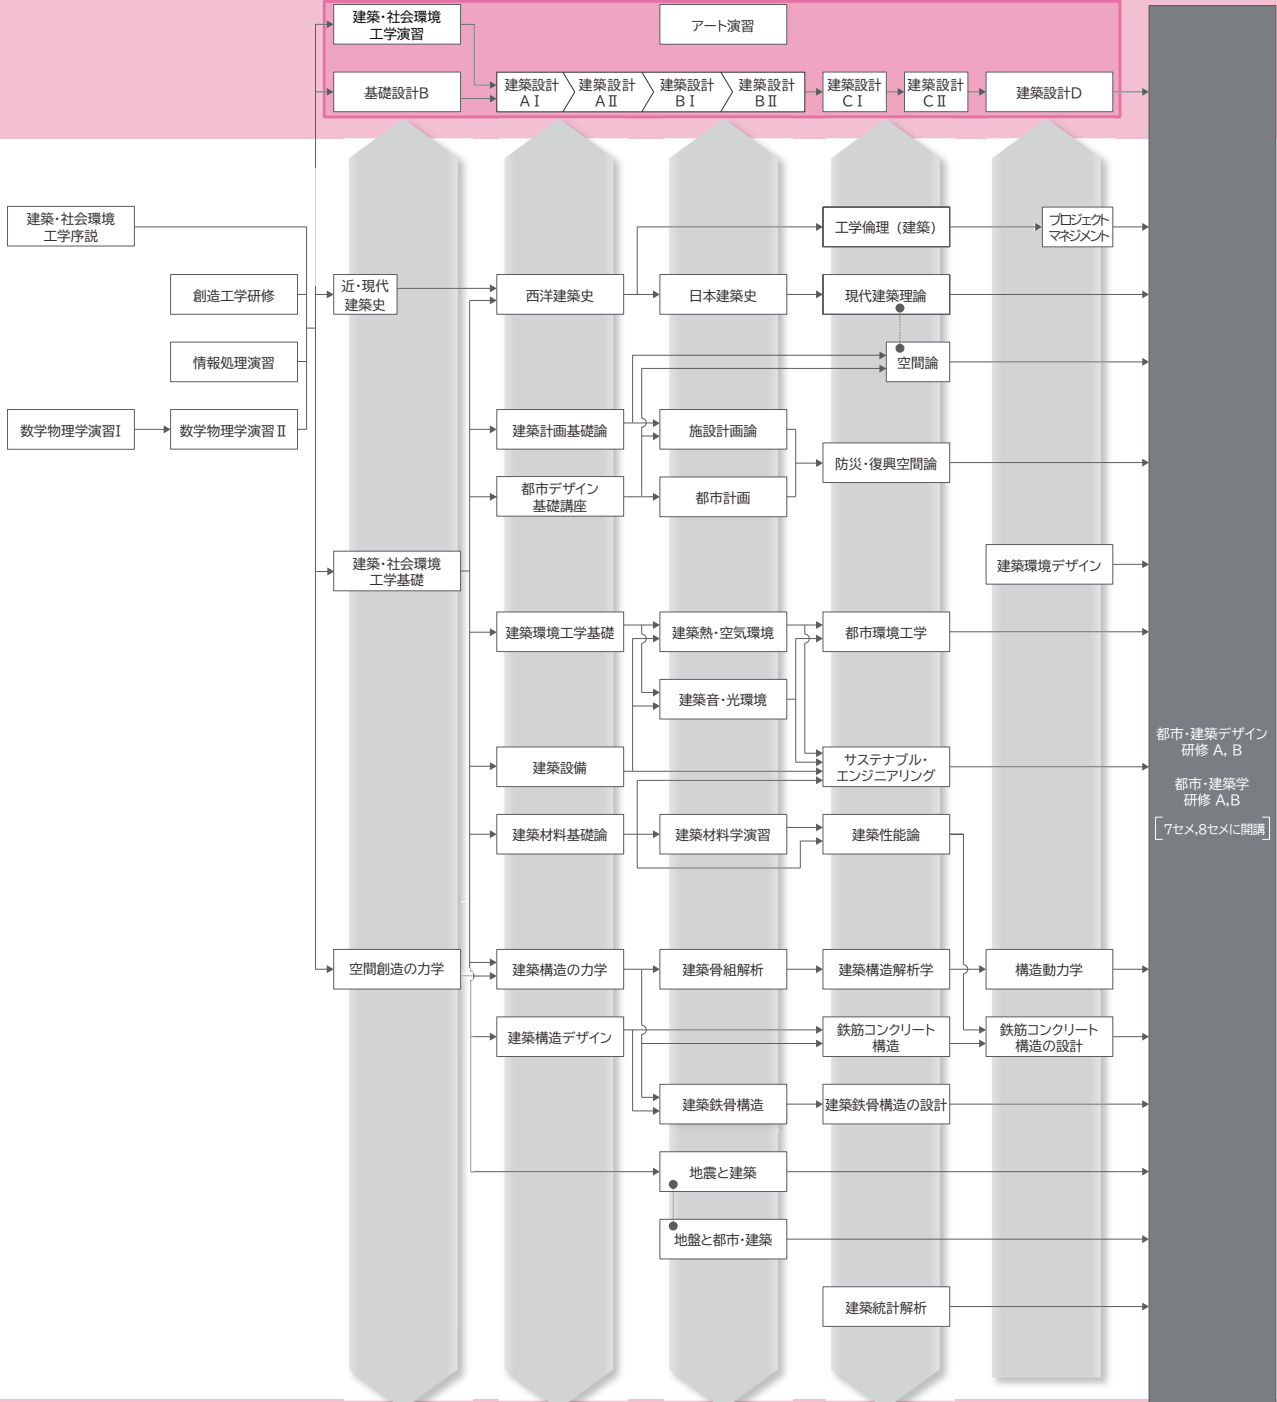 建築・社会環境
工学演習
アート演習
基礎設計B
建築設計
AⅠ
建築設計
AⅡ
建築設計
BⅠ
建築設計
BⅡ
建築設計
CⅠ
建築設計
CⅡ
建築設計D
建築・社会環境
工学序説
工学倫理（建築）
プロジェクト
マネジメント
創造工学研修
近・現代
建築史
西洋建築史
日本建築史
現代建築理論
情報処理演習
空間論
数学物理学演習Ⅰ
数学物理学演習Ⅱ
建築計画基礎論
施設計画論
防災・復興空間論
都市デザイン
基礎講座
都市計画
建築・社会環境
工学基礎
建築環境デザイン
建築環境工学基礎
建築熱・空気環境
都市環境工学
建築音・光環境
建築設備
サステナブル・
エンジニアリング
建築材料基礎論
建築材料学演習
建築性能論
空間創造の力学
建築構造の力学
建築骨組解析
建築構造解析学
構造動力学
建築構造デザイン
鉄筋コンクリート
構造
鉄筋コンクリート
構造の設計
建築鉄骨構造
建築鉄骨構造の設計
地震と建築
地盤と都市・建築
建築統計解析
都市・建築デザイン
研修 A, B
都市・建築学
研修 A,B
[7セメ,8セメに開講]